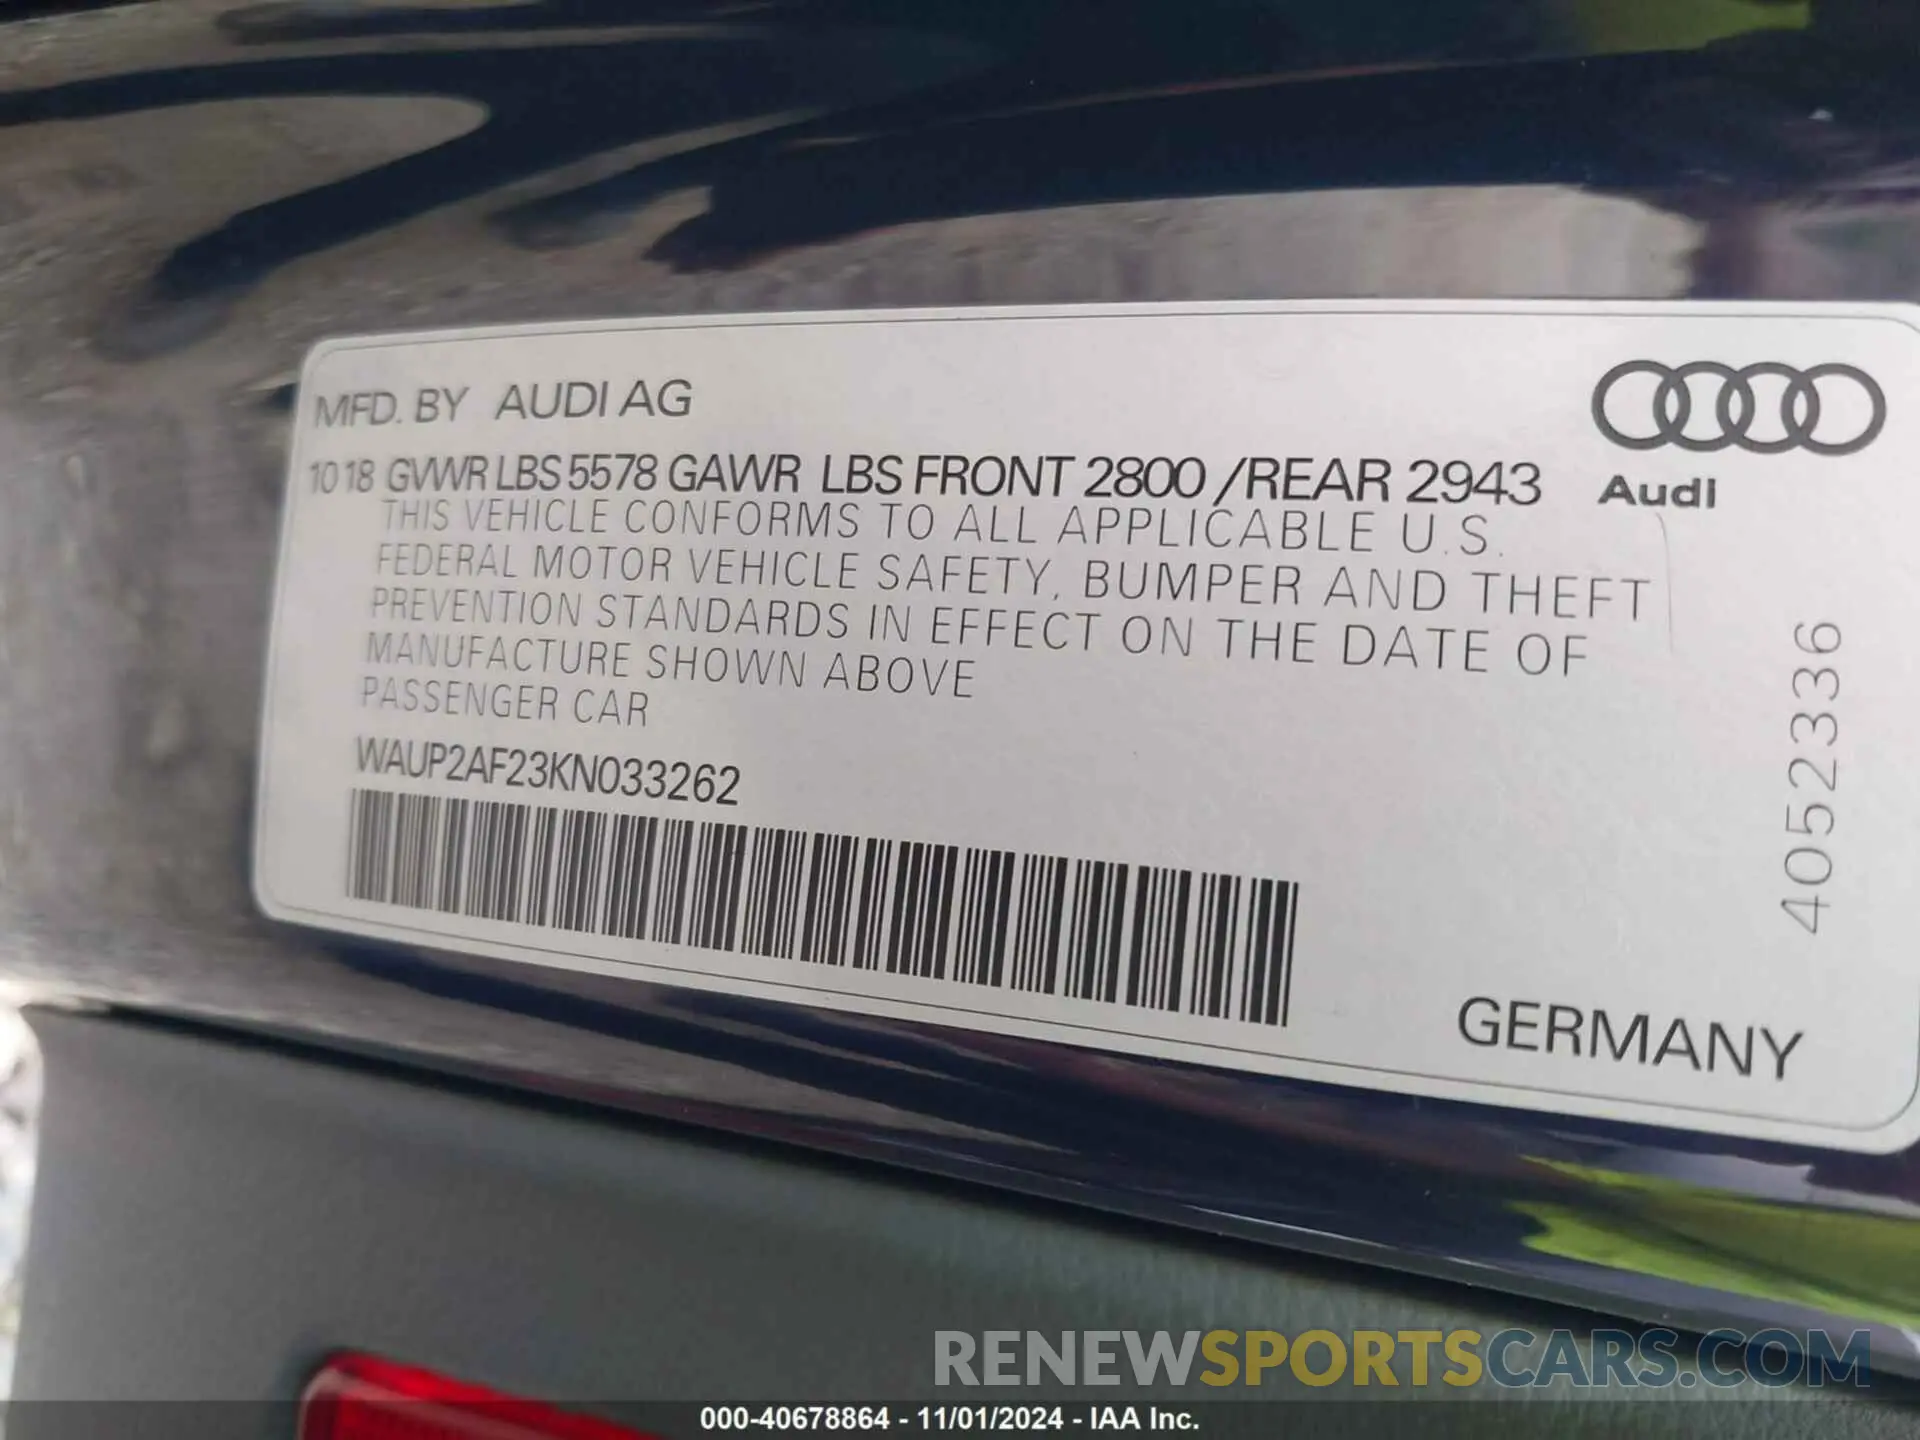 MFD. BY AUDI AG
10 18 GVWR LBS 5578 GAWR LBS FRONT 2800 /REAR 2943
Audi
THIS VEHICLE CONFORMS TO ALL APPLICABLE U.S.
FEDERAL MOTOR VEHICLE SAFETY, BUMPER AND THEFT
PREVENTION STANDARDS IN EFFECT ON THE DATE OF
MANUFACTURE SHOWN ABOVE
PASSENGER CAR
WAUP2AF23KN033262
4052336
GERMANY
RENEWSPORTSCARS.COM
000-40678864 - 11/01/2024 - IAA Inc.